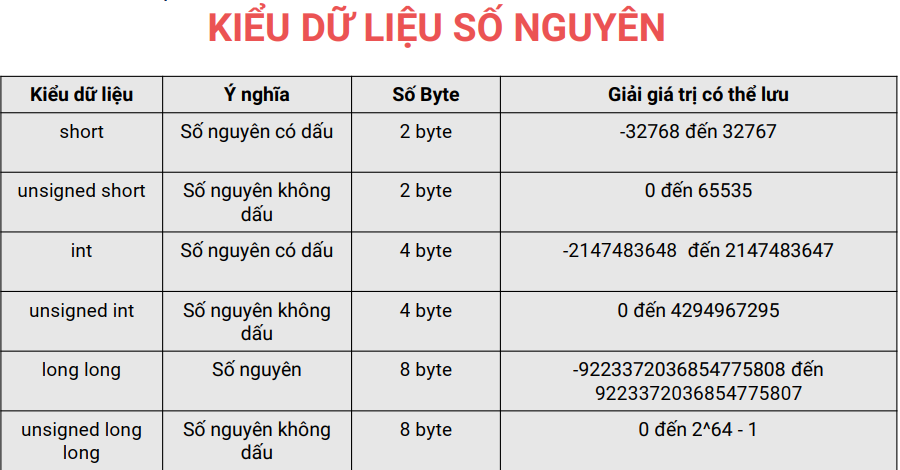 KIỂU DỮ LIỆU SỐ NGUYÊN
Kiểu dữ liệu Ý nghĩa Số Byte Giải giá trị có thể lưu
short Số nguyên có dấu 2 byte -32768 đến 32767
unsigned short Số nguyên không 2 byte 0 đến 65535
dấu
int Số nguyên có dấu 4 byte -2147483648 đến 2147483647
unsigned int Số nguyên không 4 byte 0 đến 4294967295
dấu
long long Số nguyên 8 byte -9223372036854775808 đến
9223372036854775807
unsigned long Số nguyên không 8 byte 0 đến 2^64 - 1
long dấu